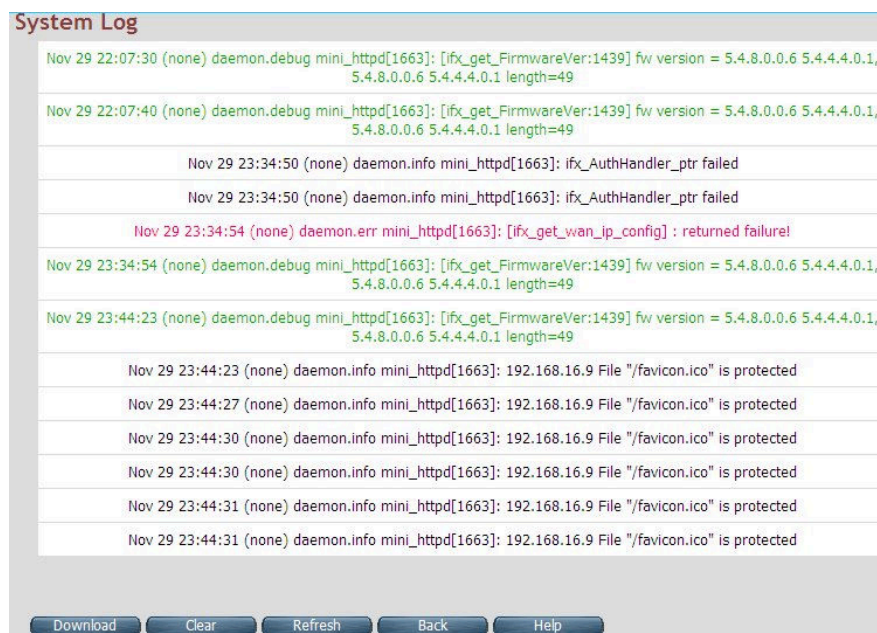 System Log
Nov 29 22:07:30 (none) daemon.debug mini_httpd[1663]: [ifx_get_FirmwareVer:1439] fw version = 5.4.8.0.0.6 5.4.4.4.0.1,
5.4.8.0.0.6 5.4.4.4.0.1 length=49
Nov 29 22:07:40 (none) daemon.debug mini_httpd[1663]: [ifx_get_FirmwareVer:1439] fw version = 5.4.8.0.0.6 5.4.4.4.0.1,
5.4.8.0.0.6 5.4.4.4.0.1 length=49
Nov 29 23:34:50 (none) daemon.info mini_httpd[1663]: ifx_AuthHandler_ptr failed
Nov 29 23:34:50 (none) daemon.info mini_httpd[1663]: ifx_AuthHandler_ptr failed
Nov 29 23:34:54 (none) daemon.err mini_httpd[1663]: [ifx_get_wan_ip_config] : returned failure!
Nov 29 23:34:54 (none) daemon.debug mini_httpd[1663]: [ifx_get_FirmwareVer:1439] fw version = 5.4.8.0.0.6 5.4.4.4.0.1,
5.4.8.0.0.6 5.4.4.4.0.1 length=49
Nov 29 23:44:23 (none) daemon.debug mini_httpd[1663]: [ifx_get_FirmwareVer:1439] fw version = 5.4.8.0.0.6 5.4.4.4.0.1,
5.4.8.0.0.6 5.4.4.4.0.1 length=49
Nov 29 23:44:23 (none) daemon.info mini_httpd[1663]: 192.168.16.9 File "/favicon.ico" is protected
Nov 29 23:44:27 (none) daemon.info mini_httpd[1663]: 192.168.16.9 File "/favicon.ico" is protected
Nov 29 23:44:30 (none) daemon.info mini_httpd[1663]: 192.168.16.9 File "/favicon.ico" is protected
Nov 29 23:44:30 (none) daemon.info mini_httpd[1663]: 192.168.16.9 File "/favicon.ico" is protected
Nov 29 23:44:31 (none) daemon.info mini_httpd[1663]: 192.168.16.9 File "/favicon.ico" is protected
Nov 29 23:44:31 (none) daemon.info mini_httpd[1663]: 192.168.16.9 File "/favicon.ico" is protected
Download Clear Refresh Back Help